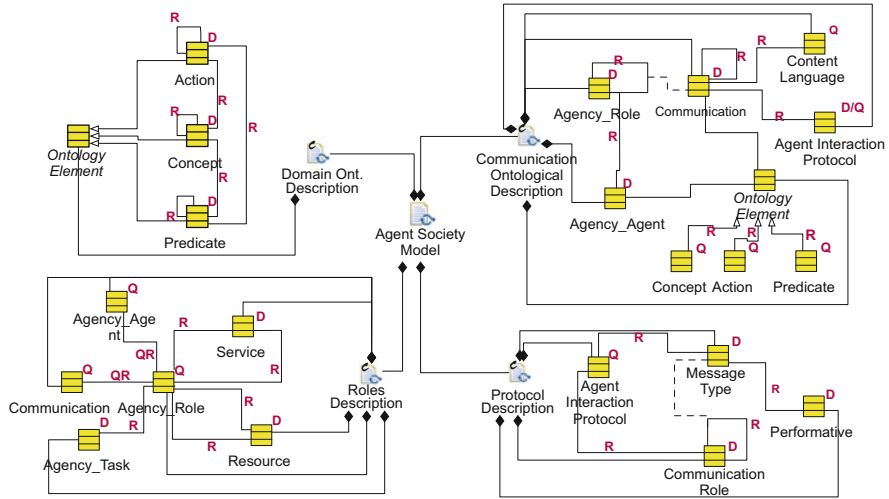 R
D
Action
R
R
D
R
Ontology
Element
Concept
R
R
D
Predicate
Domain Ont.
Description
Agent Society
Model
Q
Content
Language
R
R
D
Communication
D
R
Agency_Role
R
D/Q
Agent Interaction
Protocol
Communication
Ontological
Description
R
D
Agency_Agent
D
Ontology
Element
R
R
R
Q
Concept
Q
Action
Q
Predicate
Q
Agency_Age
nt
R
D
Service
QR
R
Q
Communication
QR
Q
Agency_Role
Roles
Description
R
D
Agency_Task
R
R
D
Resource
Protocol
Description
Q
Agent
Interaction
Protocol
R
D
Message
Type
R
D
Performative
R
R
D
Communication
Role